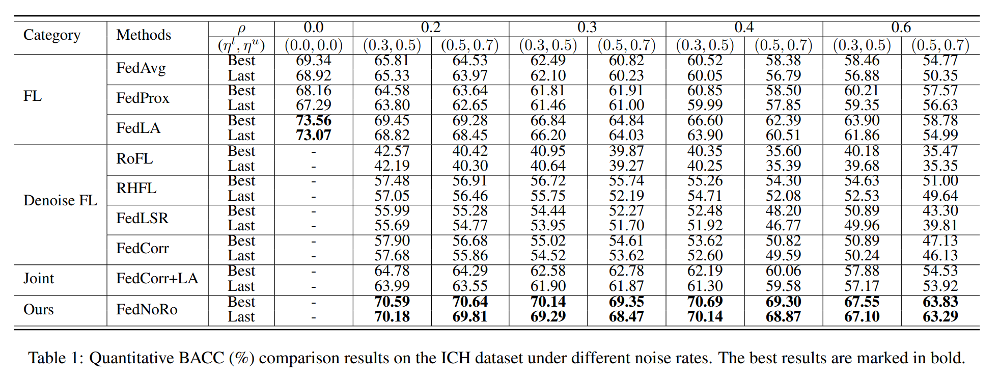 Category Methods ρ 0.0 0.2 0.3 0.4 0.6
(ηˡ, ηᵘ) (0.0, 0.0) (0.3, 0.5) (0.5, 0.7) (0.3, 0.5) (0.5, 0.7) (0.3, 0.5) (0.5, 0.7) (0.3, 0.5) (0.5, 0.7)
FL FedAvg Best 69.34 65.81 64.53 62.49 60.82 60.52 58.38 58.46 54.77
Last 68.92 65.33 63.97 62.10 60.23 60.05 56.79 56.88 50.35
FedProx Best 68.16 64.58 63.64 61.81 61.91 60.85 58.50 60.21 57.57
Last 67.29 63.80 62.65 61.46 61.00 59.99 57.85 59.35 56.63
FedLA Best 73.56 69.45 69.28 66.84 64.84 66.60 62.39 63.90 58.78
Last 73.07 68.82 68.45 66.20 64.03 63.90 60.51 61.86 54.99
Denoise FL RoFL Best - 42.57 40.42 40.95 39.87 40.35 35.60 40.18 35.47
Last - 42.19 40.30 40.64 39.27 40.25 35.39 39.68 35.35
RHFL Best - 57.48 56.91 56.72 55.74 55.26 54.30 54.63 51.00
Last - 57.05 56.46 55.75 52.19 54.71 52.08 52.53 49.64
FedLSR Best - 55.99 55.28 54.44 52.27 52.48 48.20 50.89 43.30
Last - 55.69 54.77 53.95 51.70 51.92 46.77 49.96 39.81
FedCorr Best - 57.90 56.68 55.02 54.61 53.62 50.82 50.89 47.13
Last - 57.68 55.86 54.52 53.62 52.60 49.59 50.24 46.13
Joint FedCorr+LA Best - 64.78 64.29 62.58 62.78 62.19 60.06 57.88 54.53
Last - 63.99 63.55 61.90 61.87 61.30 59.58 57.17 53.92
Ours FedNoRo Best - 70.59 70.64 70.14 69.35 70.69 69.30 67.55 63.83
Last - 70.18 69.81 69.29 68.47 70.14 68.87 67.10 63.29
Table 1: Quantitative BACC (%) comparison results on the ICH dataset under different noise rates. The best results are marked in bold.